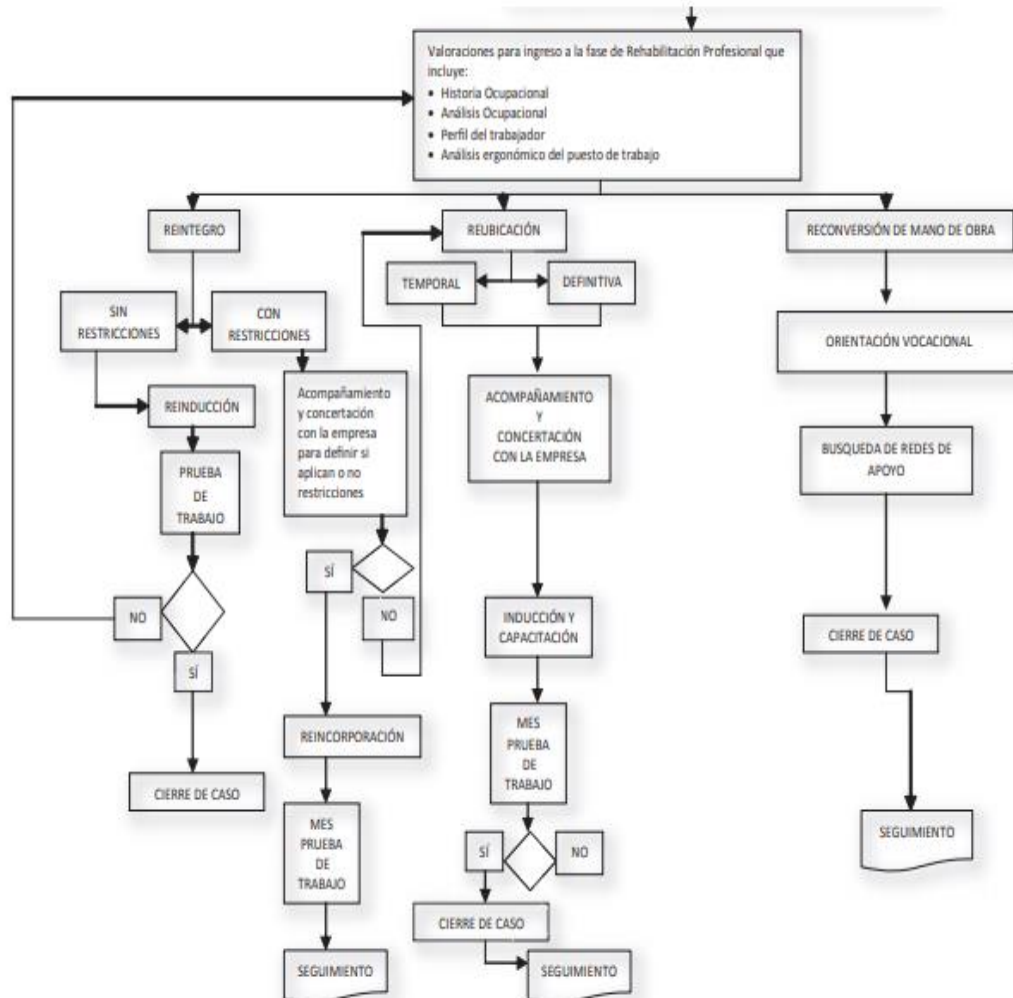 Valoraciones para ingreso a la fase de Rehabilitación Profesional que
incluye:
• Historia Ocupacional
• Análisis Ocupacional
• Perfil del trabajador
• Análisis ergonómico del puesto de trabajo
REINTEGRO
REUBICACIÓN
RECONVERSIÓN DE MANO DE OBRA
TEMPORAL
DEFINITIVA
SIN
RESTRICCIONES
CON
RESTRICCIONES
ORIENTACIÓN VOCACIONAL
REINDUCCIÓN
Acompañamiento
y concertación
con la empresa
para definir si
aplican o no
restricciones
ACOMPAÑAMIENTO
Y
CONCERTACIÓN
CON LA EMPRESA
BUSQUEDA DE REDES DE
APOYO
PRUEBA
DE
TRABAJO
SÍ
NO
NO
SÍ
INDUCCIÓN Y
CAPACITACIÓN
CIERRE DE CASO
REINCORPORACIÓN
MES
PRUEBA
DE
TRABAJO
CIERRE DE CASO
MES
PRUEBA
DE
TRABAJO
SÍ
NO
SEGUIMIENTO
CIERRE DE CASO
SEGUIMIENTO
SEGUIMIENTO